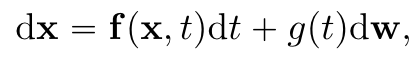 d𝐱 = 𝐟(𝐱, t)dt + g(t)d𝐰,